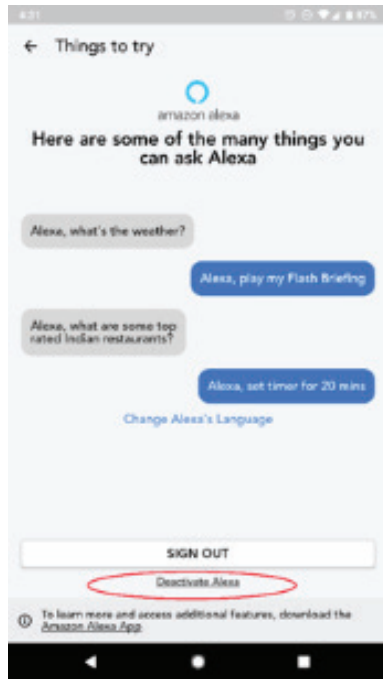 4:31
87%
Things to try
amazon alexa
Here are some of the many things you
can ask Alexa
Alexa, what's the weather?
Alexa, play my Flash Briefing
Alexa, what are some top
rated Indian restaurants?
Alexa, set timer for 20 mins
Change Alexa's Language
SIGN OUT
Deactivate Alexa
To learn more and access additional features, download the
Amazon Alexa App